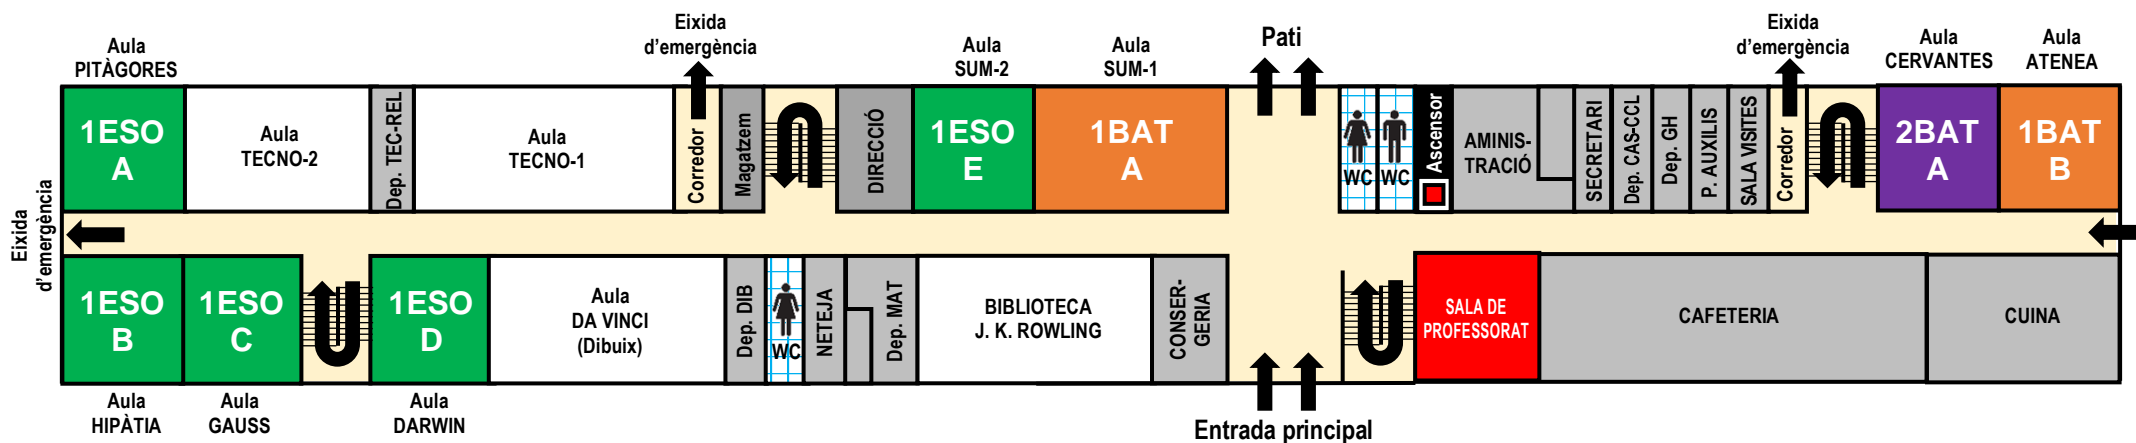 Eixida
d’emergència
Eixida
d’emergència
Aula
PITÀGORES
Aula
SUM-2
Aula
SUM-1
Pati
Aula
CERVANTES
Aula
ATENEA
1ESO
A
Aula
TECNO-2
Dep. TEC-REL
Aula
TECNO-1
Corredor
Magatzem
DIRECCIÓ
1ESO
E
1BAT
A
WC
WC
Ascensor
AMINIS-
TRACIÓ
SECRETARI
Dep. CAS-CCL
Dep. GH
P. AUXILIS
SALA VISITES
Corredor
2BAT
A
1BAT
B
Eixida
d’emergència
1ESO
B
1ESO
C
1ESO
D
Aula
DA VINCI
(Dibuix)
Dep. DIB
WC
NETEJA
Dep. MAT
BIBLIOTECA
J. K. ROWLING
CONSER-
GERIA
SALA DE
PROFESSORAT
CAFETERIA
CUINA
Aula
HIPÀTIA
Aula
GAUSS
Aula
DARWIN
Entrada principal